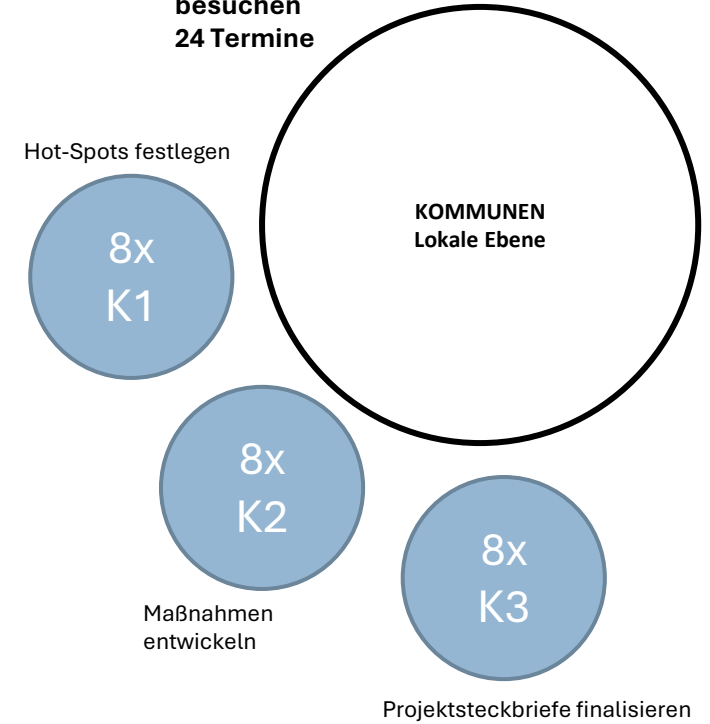 besuchen
24 Termine
Hot-Spots festlegen
KOMMUNEN
Lokale Ebene
8x
K1
8x
K2
Maßnahmen
entwickeln
8x
K3
Projektsteckbriefe finalisieren